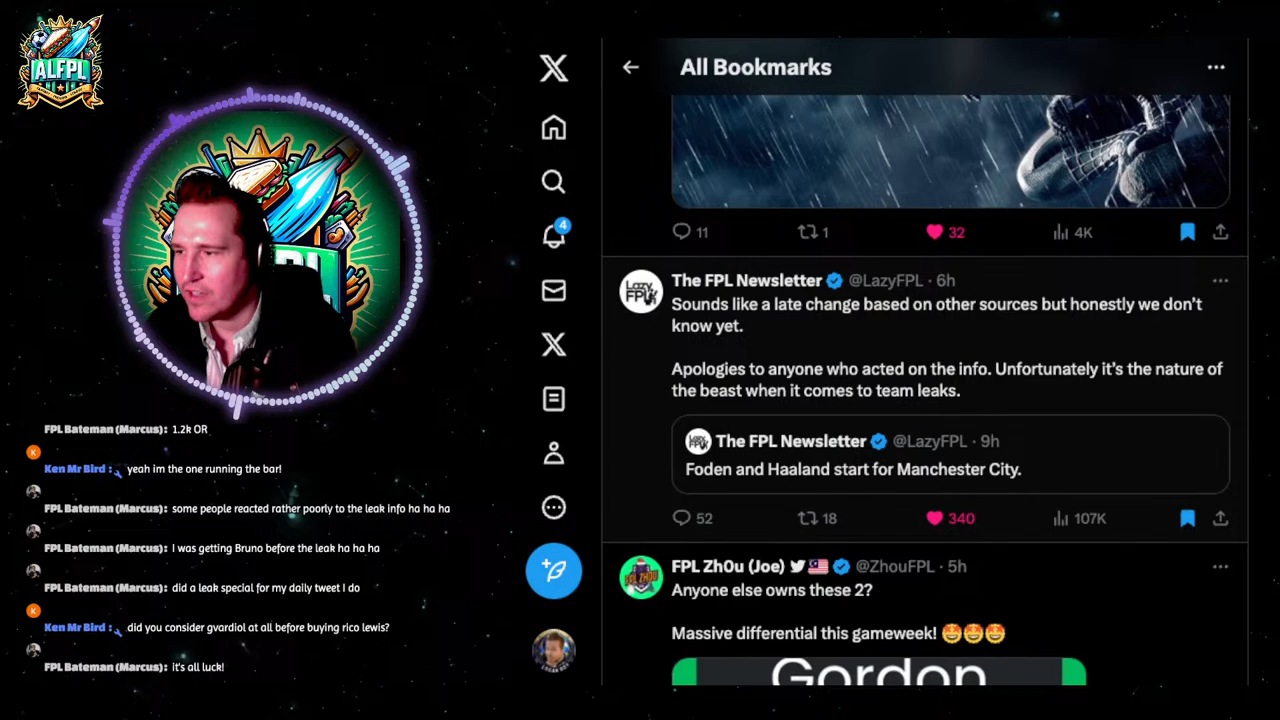 ALFPL
FPL Bateman (Marcus): 1.2k OR
K
Ken Mr Bird : yeah im the one running the bar!
FPL Bateman (Marcus): some people reacted rather poorly to the leak info ha ha ha
FPL Bateman (Marcus): I was getting Bruno before the leak ha ha ha
FPL Bateman (Marcus): did a leak special for my daily tweet I do
K
Ken Mr Bird : did you consider gvardiol at all before buying rico lewis?
FPL Bateman (Marcus): it's all luck!
4
All Bookmarks
11
1
32
4K
LAZY FPL
The FPL Newsletter @LazyFPL · 6h
Sounds like a late change based on other sources but honestly we don't
know yet.
Apologies to anyone who acted on the info. Unfortunately it's the nature of
the beast when it comes to team leaks.
The FPL Newsletter @LazyFPL · 9h
Foden and Haaland start for Manchester City.
52
18
340
107K
FPL ZHOU
FPL Zh0u (Joe) 🐦🇲🇾 @ZhouFPL · 5h
Anyone else owns these 2?
Massive differential this gameweek! 🤩🤩🤩
Gordon